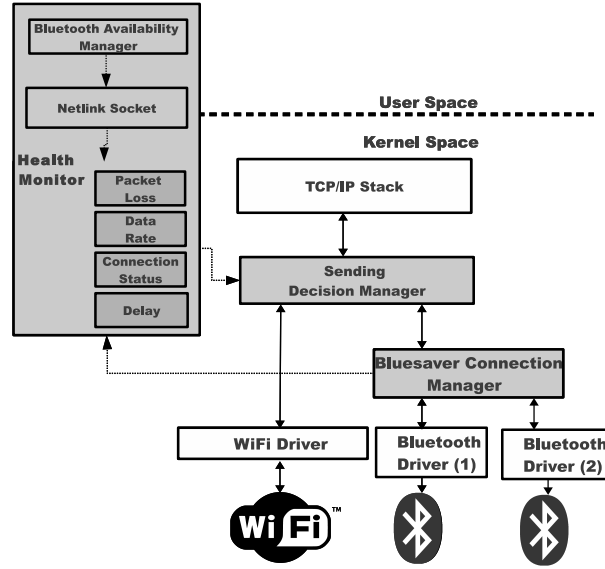 Bluetooth Availability
Manager
Netlink Socket
User Space
Kernel Space
Health
Monitor
Packet
Loss
Data
Rate
Connection
Status
Delay
TCP/IP Stack
Sending
Decision Manager
Bluesaver Connection
Manager
WiFi Driver
Bluetooth
Driver (1)
Bluetooth
Driver (2)
Wi Fi ™